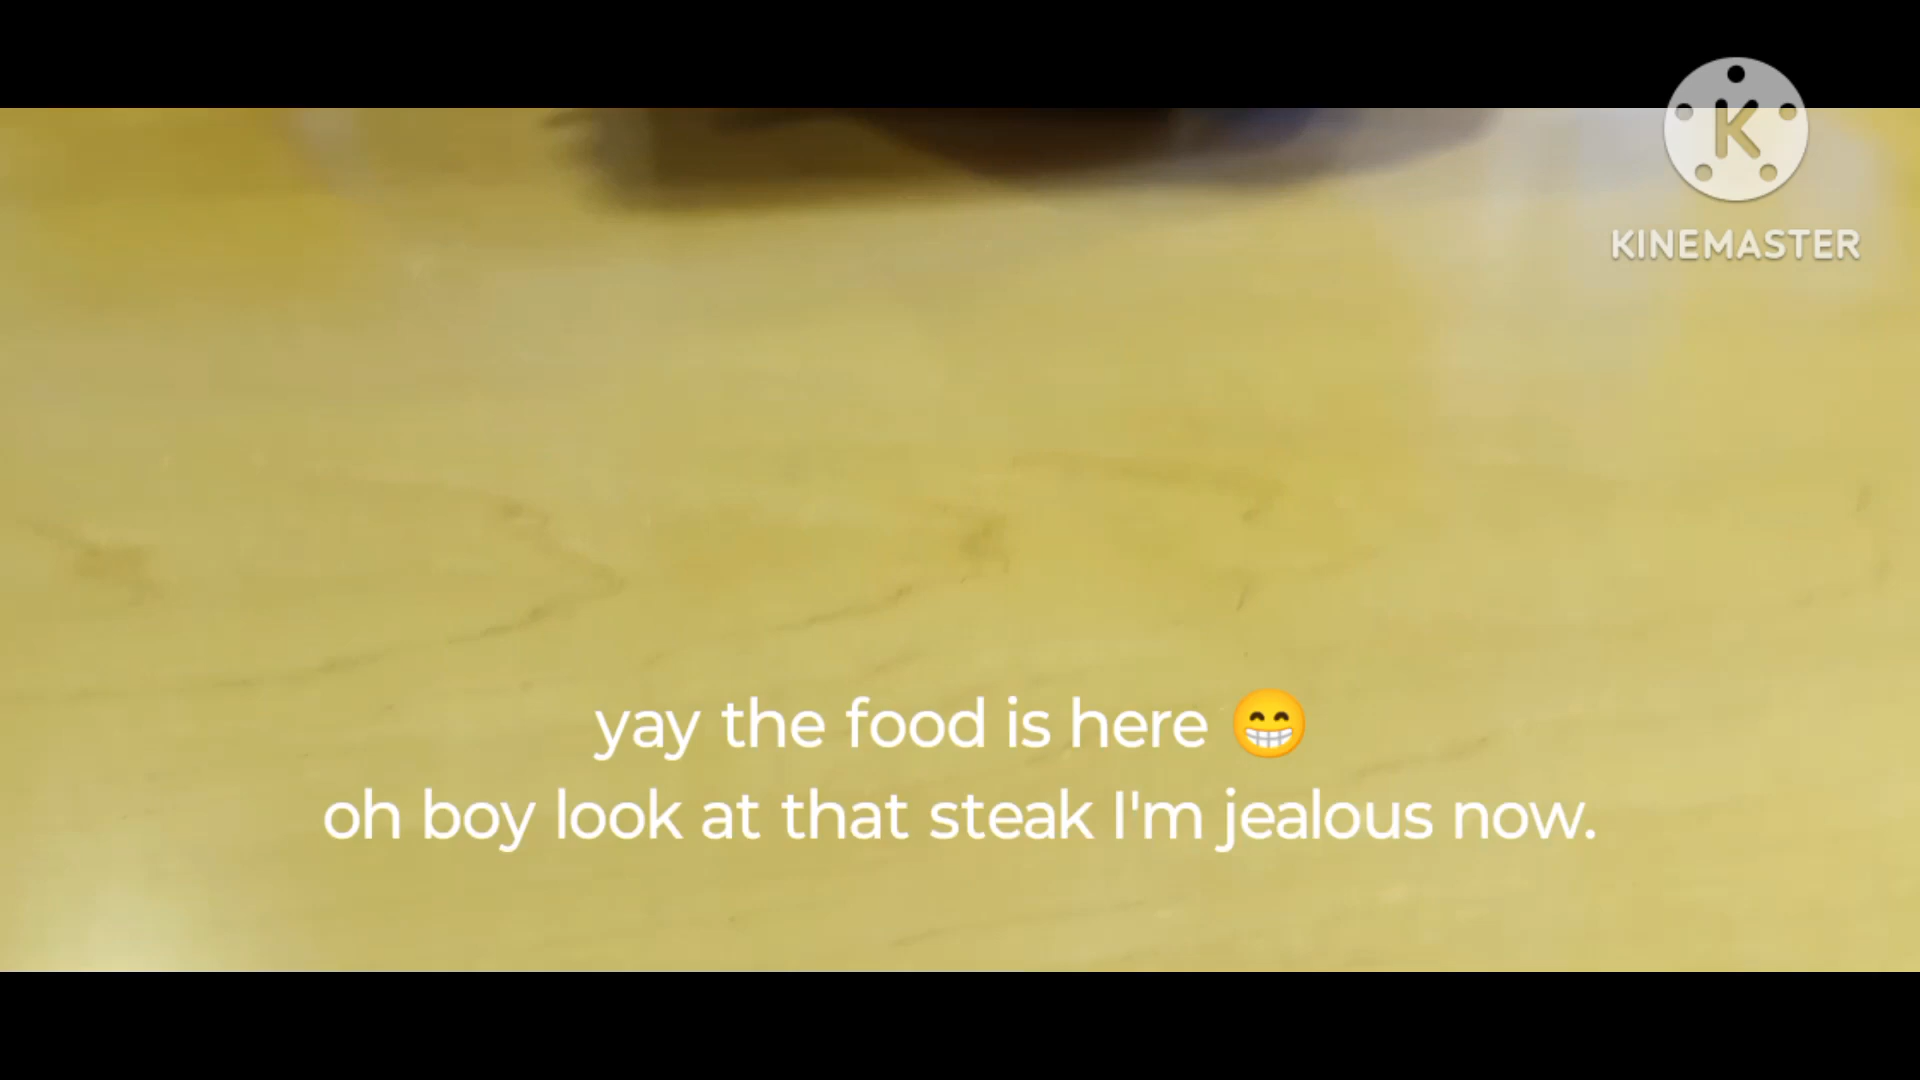 K
KINEMASTER
yay the food is here 😁
oh boy look at that steak I'm jealous now.